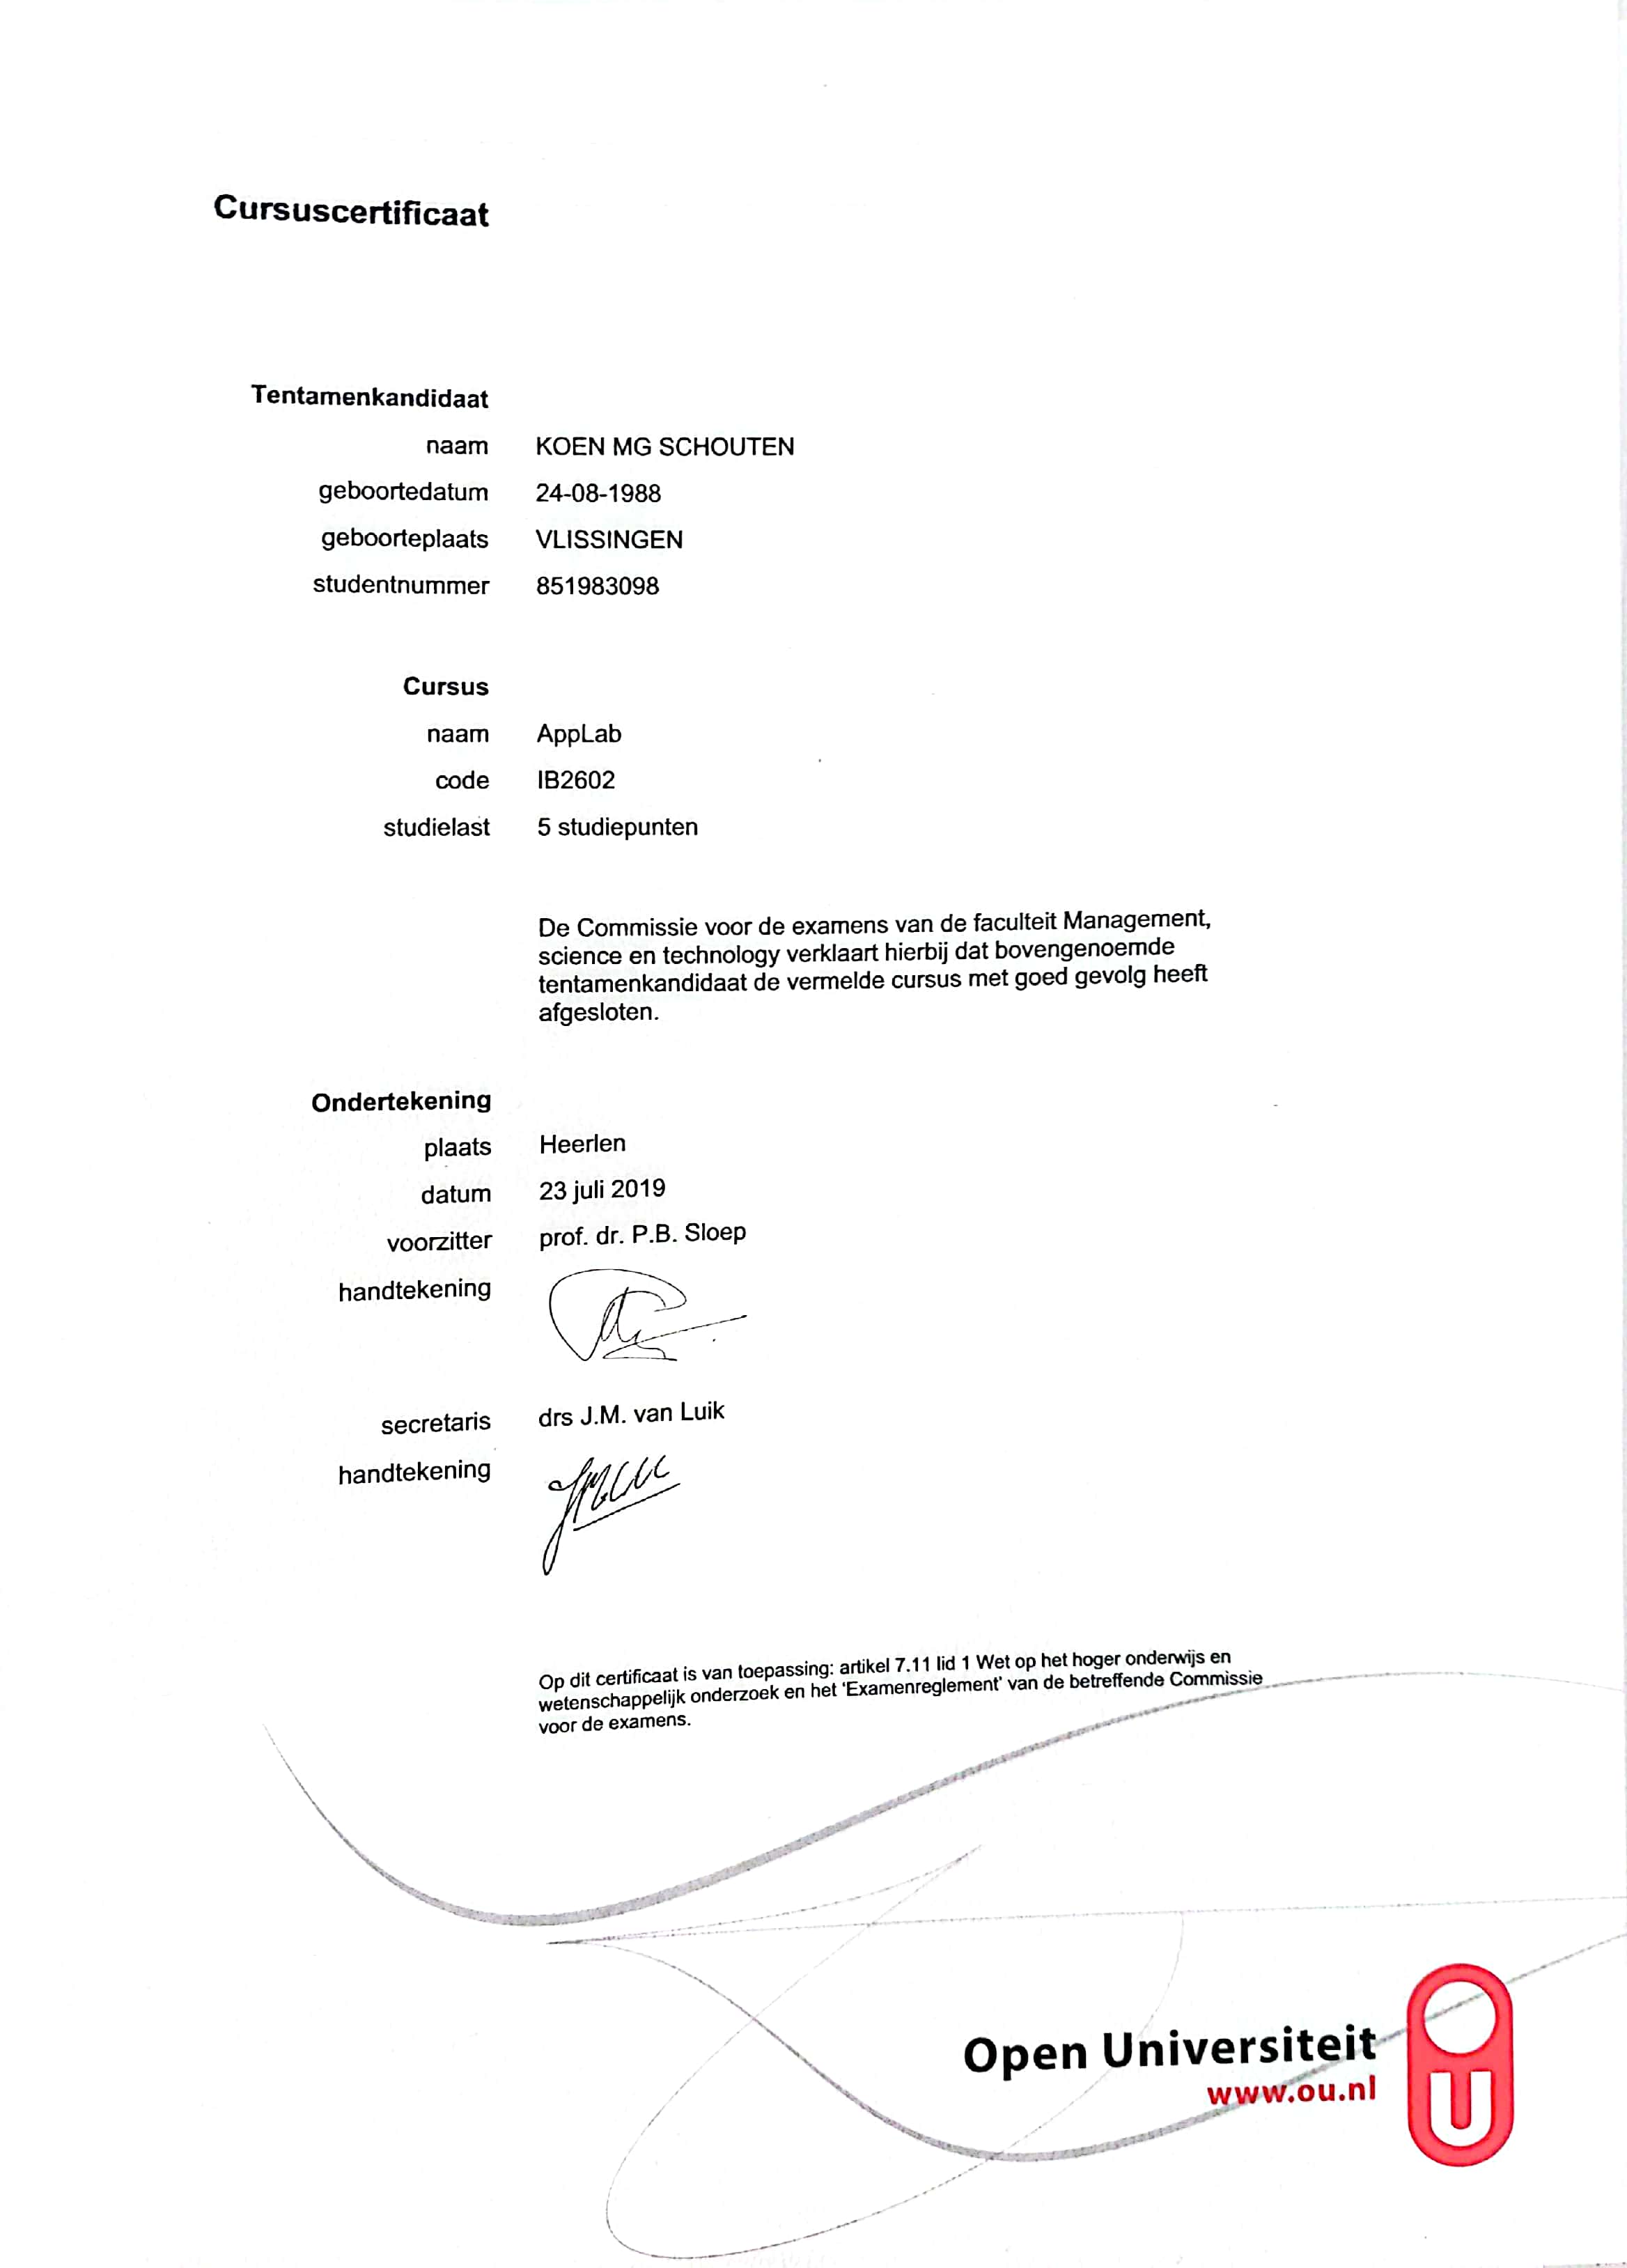 Cursuscertificaat
Tentamenkandidaat
naam KOEN MG SCHOUTEN
geboortedatum 24-08-1988
geboorteplaats VLISSINGEN
studentnummer 851983098
Cursus
naam AppLab
code IB2602
studielast 5 studiepunten
De Commissie voor de examens van de faculteit Management,
science en technology verklaart hierbij dat bovengenoemde
tentamenkandidaat de vermelde cursus met goed gevolg heeft
afgesloten.
Ondertekening
plaats Heerlen
datum 23 juli 2019
voorzitter prof. dr. P.B. Sloep
handtekening
secretaris drs J.M. van Luik
handtekening
Op dit certificaat is van toepassing: artikel 7.11 lid 1 Wet op het hoger onderwijs en
wetenschappelijk onderzoek en het 'Examenreglement' van de betreffende Commissie
voor de examens.
Open Universiteit
www.ou.nl